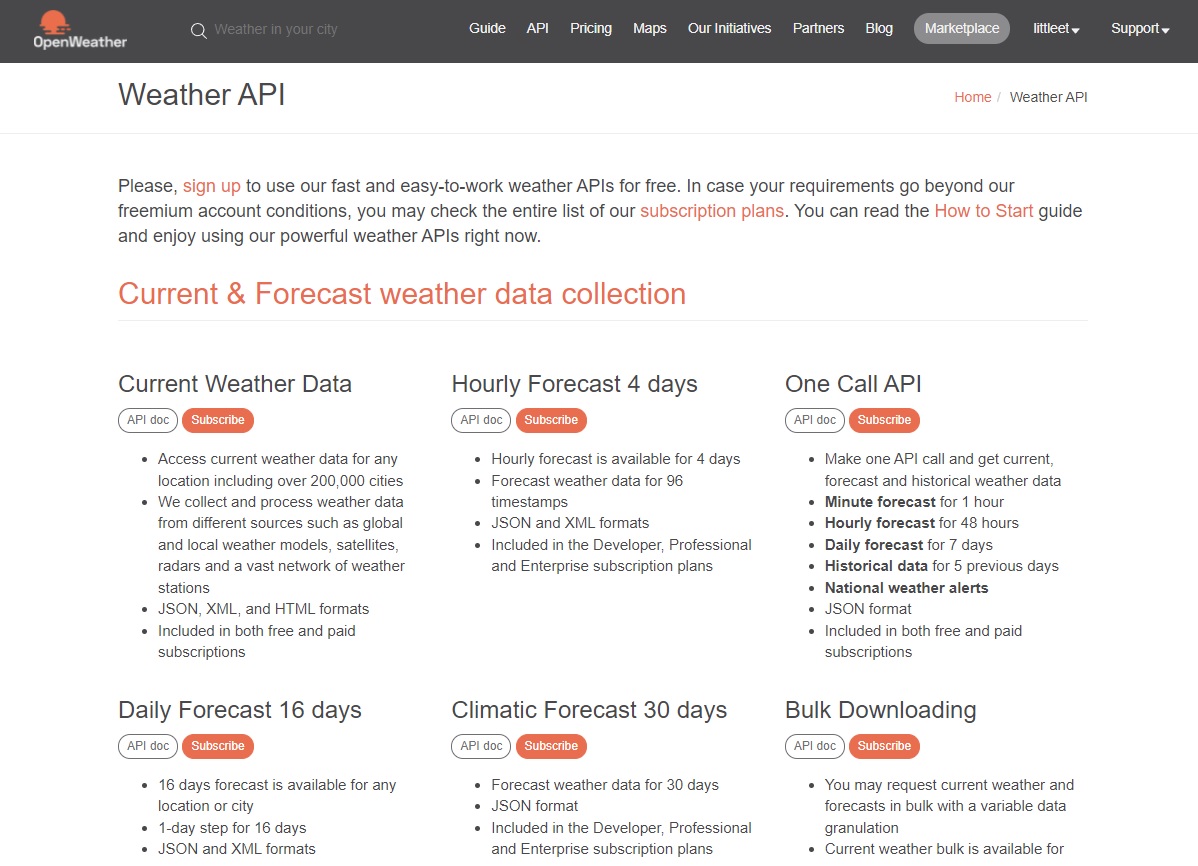 OpenWeather
Weather in your city
Guide API Pricing Maps Our Initiatives Partners Blog Marketplace littleet Support
Weather API
Home / Weather API
Please, sign up to use our fast and easy-to-work weather APIs for free. In case your requirements go beyond our
freemium account conditions, you may check the entire list of our subscription plans. You can read the How to Start guide
and enjoy using our powerful weather APIs right now.
Current & Forecast weather data collection
Current Weather Data
API doc Subscribe
• Access current weather data for any
location including over 200,000 cities
• We collect and process weather data
from different sources such as global
and local weather models, satellites,
radars and a vast network of weather
stations
• JSON, XML, and HTML formats
• Included in both free and paid
subscriptions
Hourly Forecast 4 days
API doc Subscribe
• Hourly forecast is available for 4 days
• Forecast weather data for 96
timestamps
• JSON and XML formats
• Included in the Developer, Professional
and Enterprise subscription plans
One Call API
API doc Subscribe
• Make one API call and get current,
forecast and historical weather data
• Minute forecast for 1 hour
• Hourly forecast for 48 hours
• Daily forecast for 7 days
• Historical data for 5 previous days
• National weather alerts
• JSON format
• Included in both free and paid
subscriptions
Daily Forecast 16 days
API doc Subscribe
• 16 days forecast is available for any
location or city
• 1-day step for 16 days
• JSON and XML formats
Climatic Forecast 30 days
API doc Subscribe
• Forecast weather data for 30 days
• JSON format
• Included in the Developer, Professional
and Enterprise subscription plans
Bulk Downloading
API doc Subscribe
• You may request current weather and
forecasts in bulk with a variable data
granulation
• Current weather bulk is available for